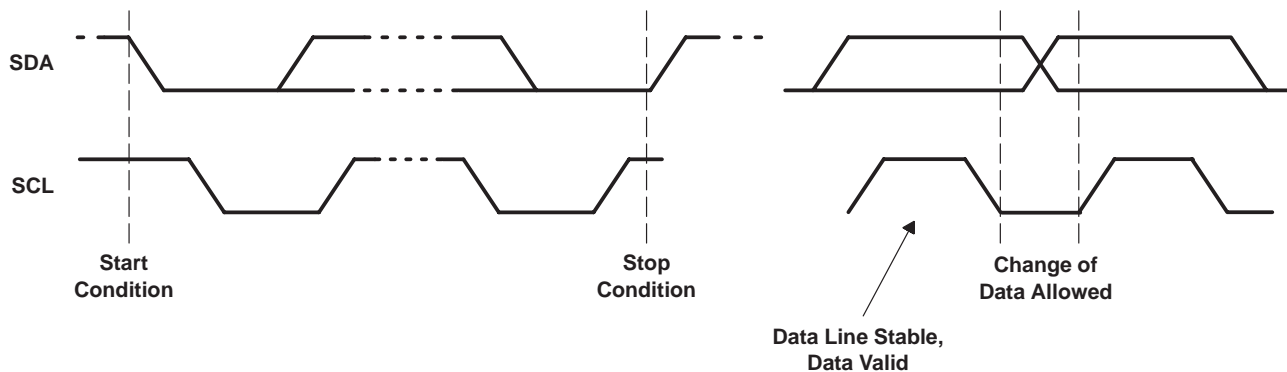 SDA
SCL
Start
Condition
Stop
Condition
Change of
Data Allowed
Data Line Stable,
Data Valid